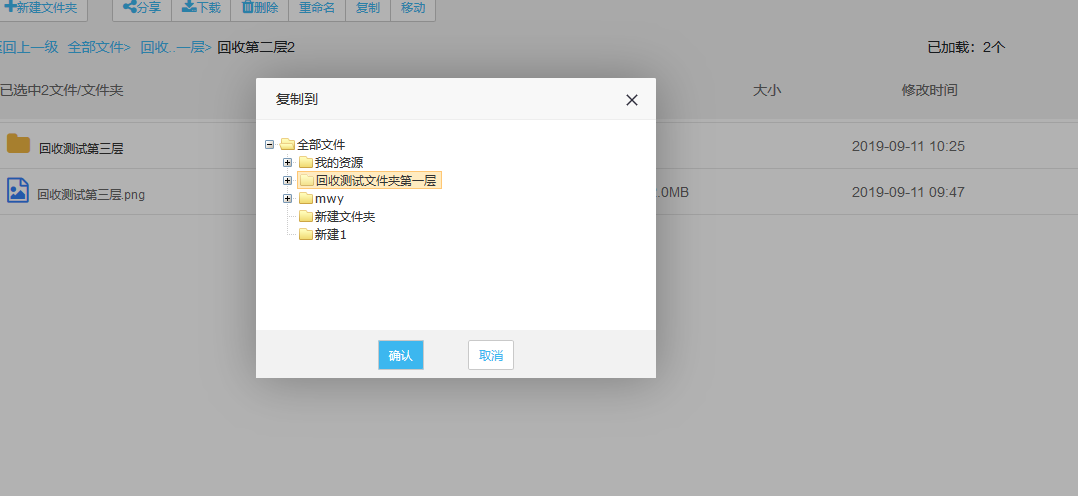 新建文件夹 分享 下载 删除 重命名 复制 移动
回上一级 全部文件> 回收..一层> 回收第二层2 已加载：2个
已选中2文件/文件夹 大小 修改时间
回收测试第三层 2019-09-11 10:25
回收测试第三层.png .0MB 2019-09-11 09:47
复制到
全部文件
我的资源
回收测试文件夹第一层
mwy
新建文件夹
新建1
确认 取消